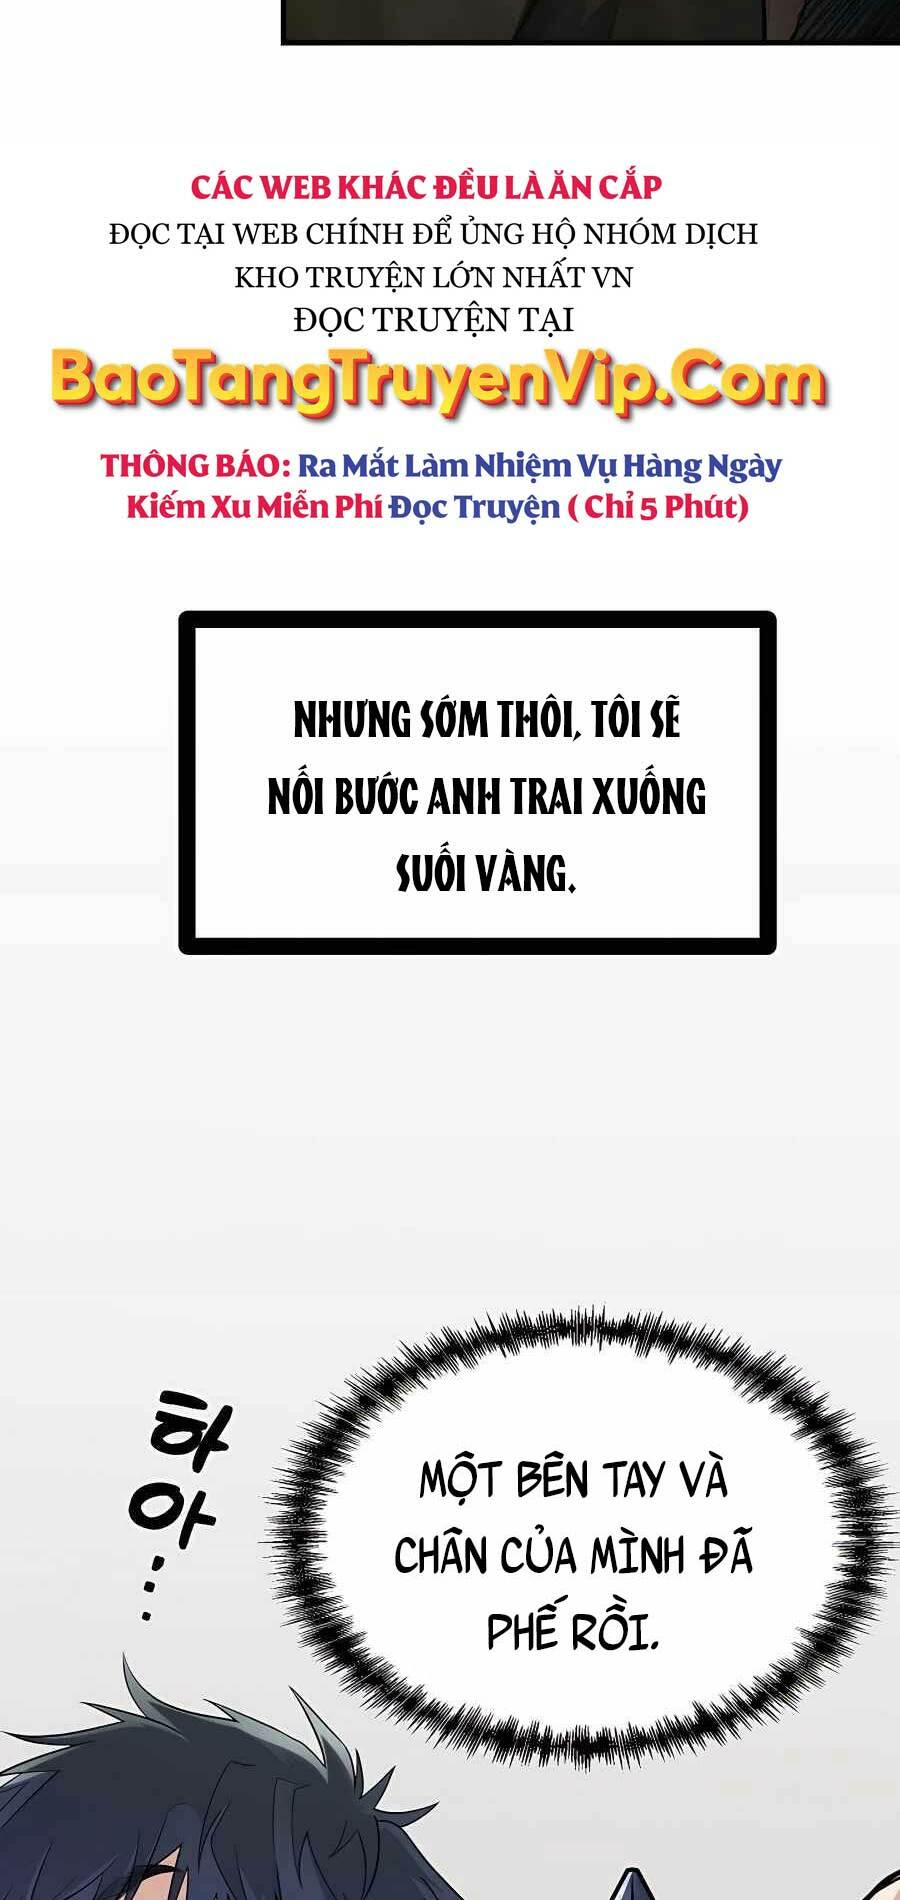 CÁC WEB KHÁC ĐỀU LÀ ĂN CẮP
ĐỌC TẠI WEB CHÍNH ĐỂ ỦNG HỘ NHÓM DỊCH
KHO TRUYỆN LỚN NHẤT VN
ĐỌC TRUYỆN TẠI
BaoTangTruyenVip.Com
THÔNG BÁO: Ra Mắt Làm Nhiệm Vụ Hàng Ngày
Kiếm Xu Miễn Phí Đọc Truyện ( Chỉ 5 Phút)
NHƯNG SỚM THÔI, TÔI SẼ
NỐI BƯỚC ANH TRAI XUỐNG
SUỐI VÀNG.
하
아...
MỘT BÊN TAY VÀ
CHÂN CỦA MÌNH ĐÃ
PHẾ RỒI.